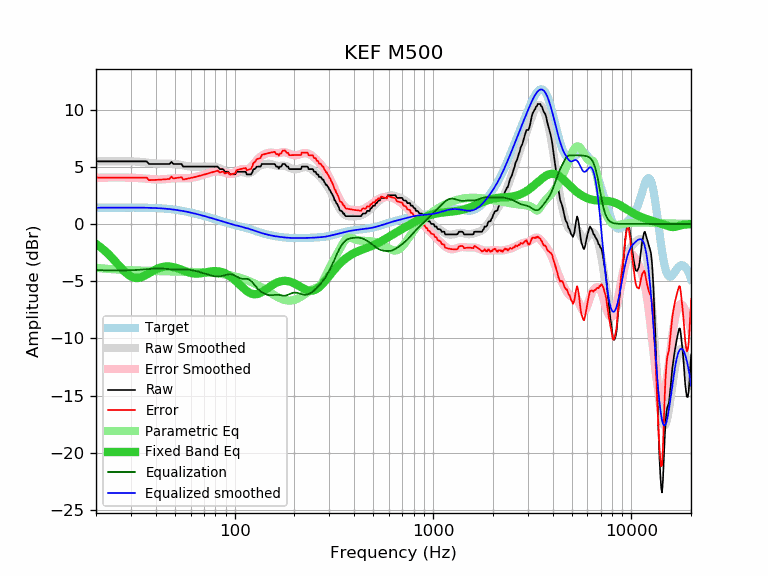 KEF M500
Amplitude (dBr)
10
5
0
−5
−10
−15
−20
−25
Target
Raw Smoothed
Error Smoothed
Raw
Error
Parametric Eq
Fixed Band Eq
Equalization
Equalized smoothed
100
1000
10000
Frequency (Hz)